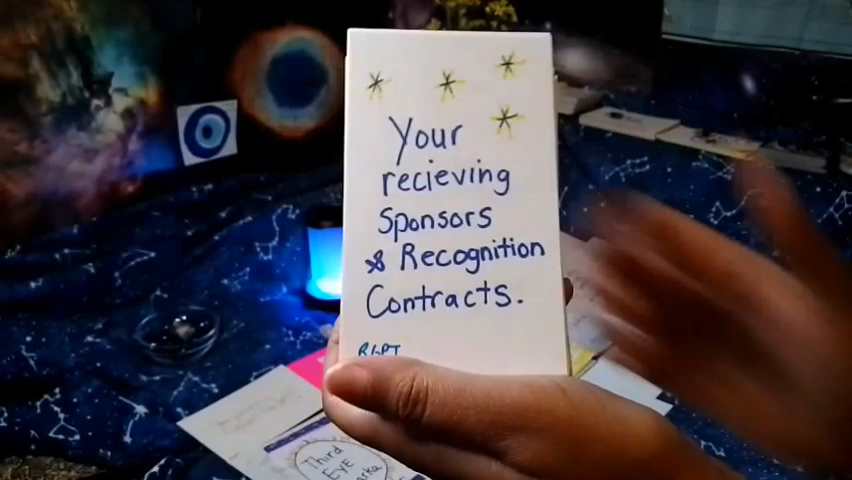 Your
recieving
Sponsors
& Recognition
Contracts.
Third
Eye